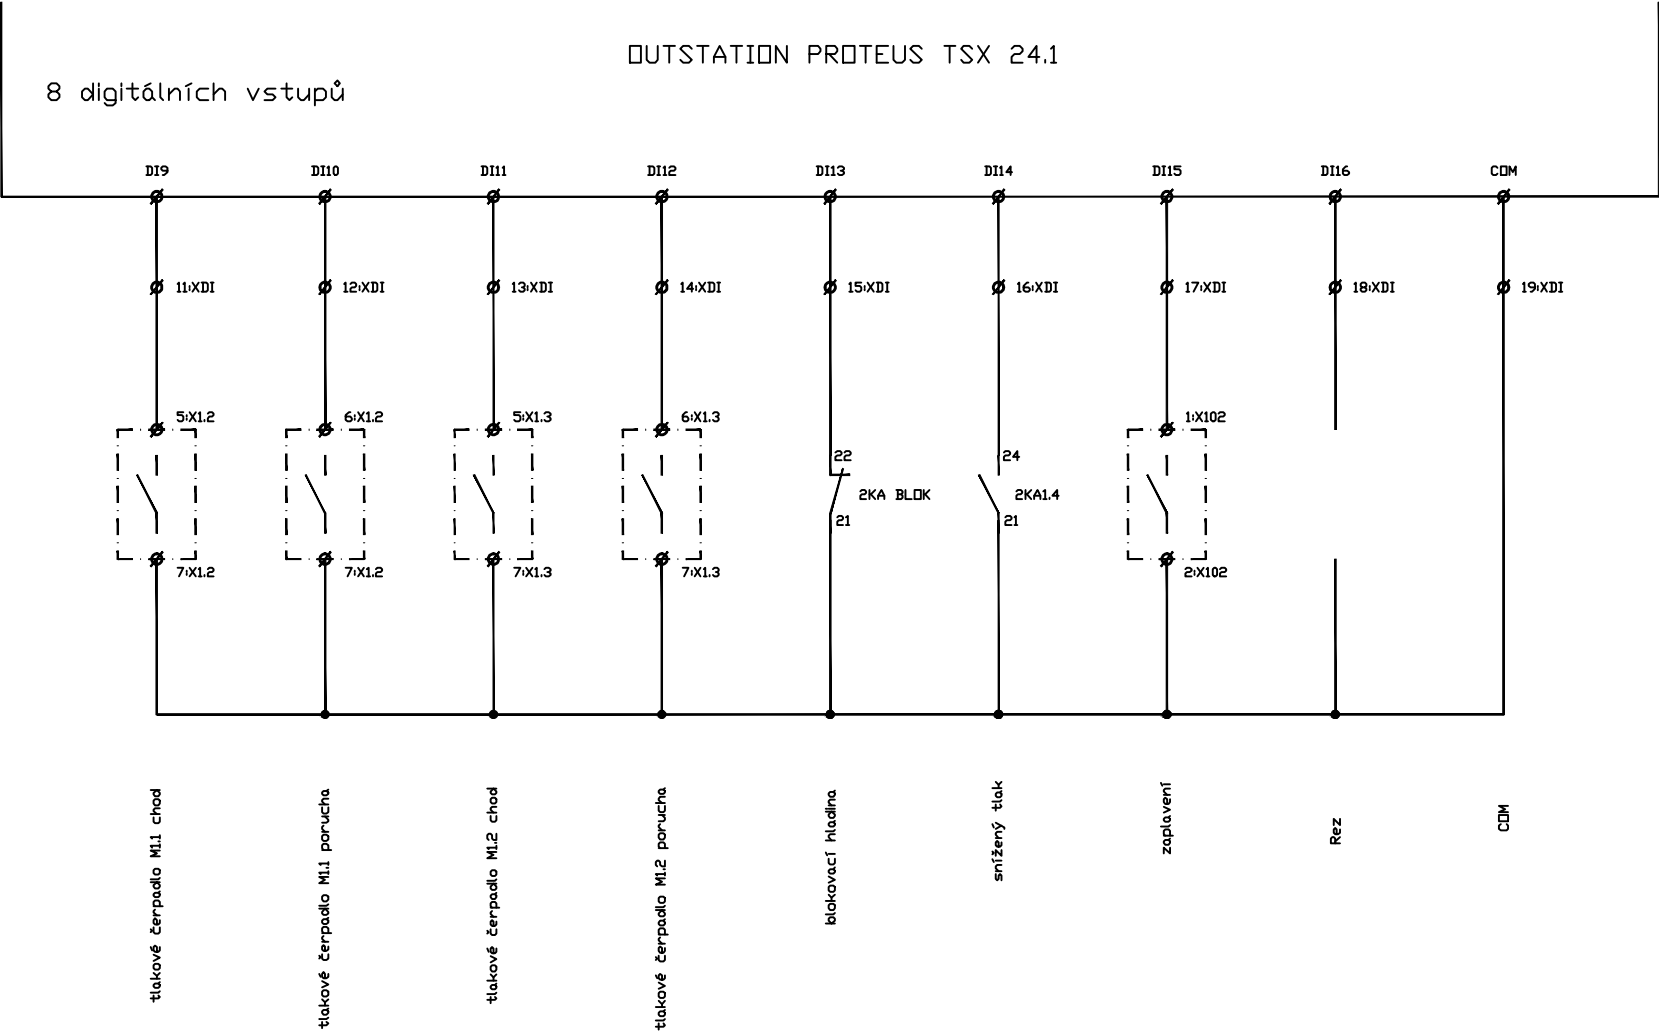 OUTSTATION PROTEUS TSX 24.1
8 digitálních vstupů
DI9 DI10 DI11 DI12 DI13 DI14 DI15 DI16 COM
11:XDI 12:XDI 13:XDI 14:XDI 15:XDI 16:XDI 17:XDI 18:XDI 19:XDI
5:X1.2 6:X1.2 5:X1.3 6:X1.3 1:X102
22 24
2KA BLOK 2KA1.4
21 21
7:X1.2 7:X1.2 7:X1.3 7:X1.3 2:X102
tlakové čerpadlo M1.1 chod
tlakové čerpadlo M1.1 porucha
tlakové čerpadlo M1.2 chod
tlakové čerpadlo M1.2 porucha
blokovací hladina
snížený tlak
zaplavení
Rez
COM